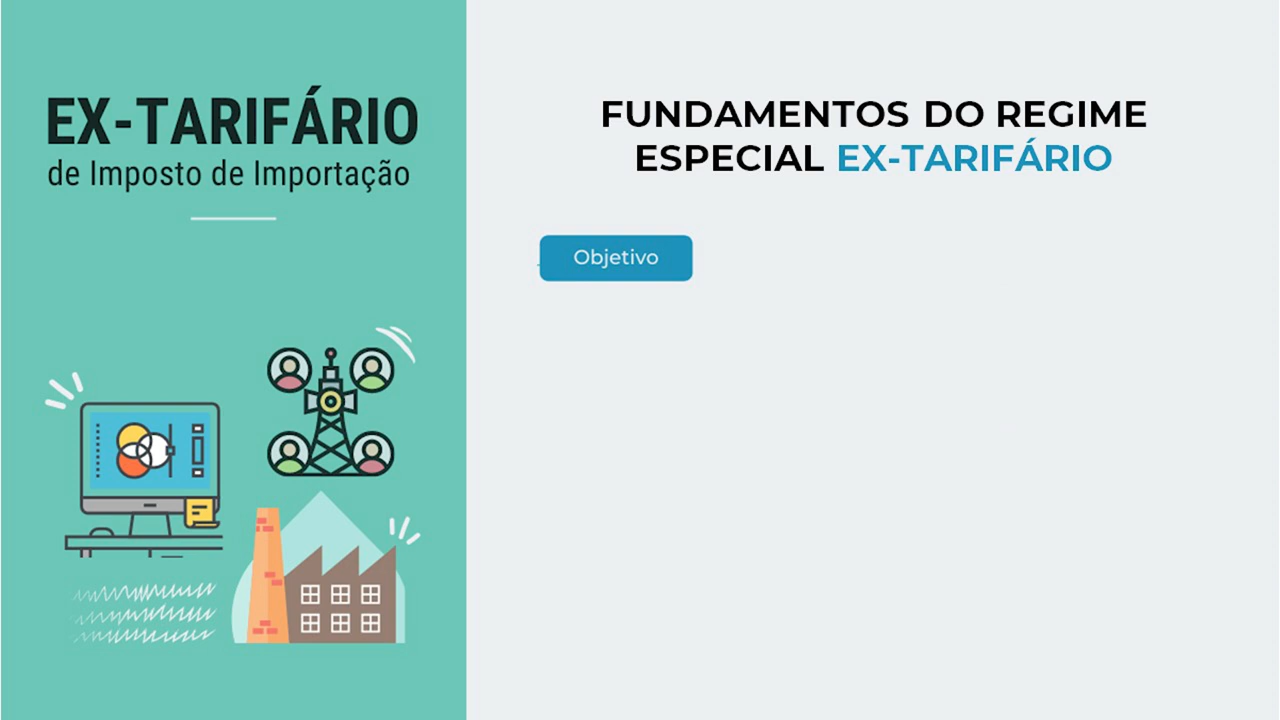 EX-TARIFÁRIO
de Imposto de Importação
FUNDAMENTOS DO REGIME
ESPECIAL EX-TARIFÁRIO
Objetivo